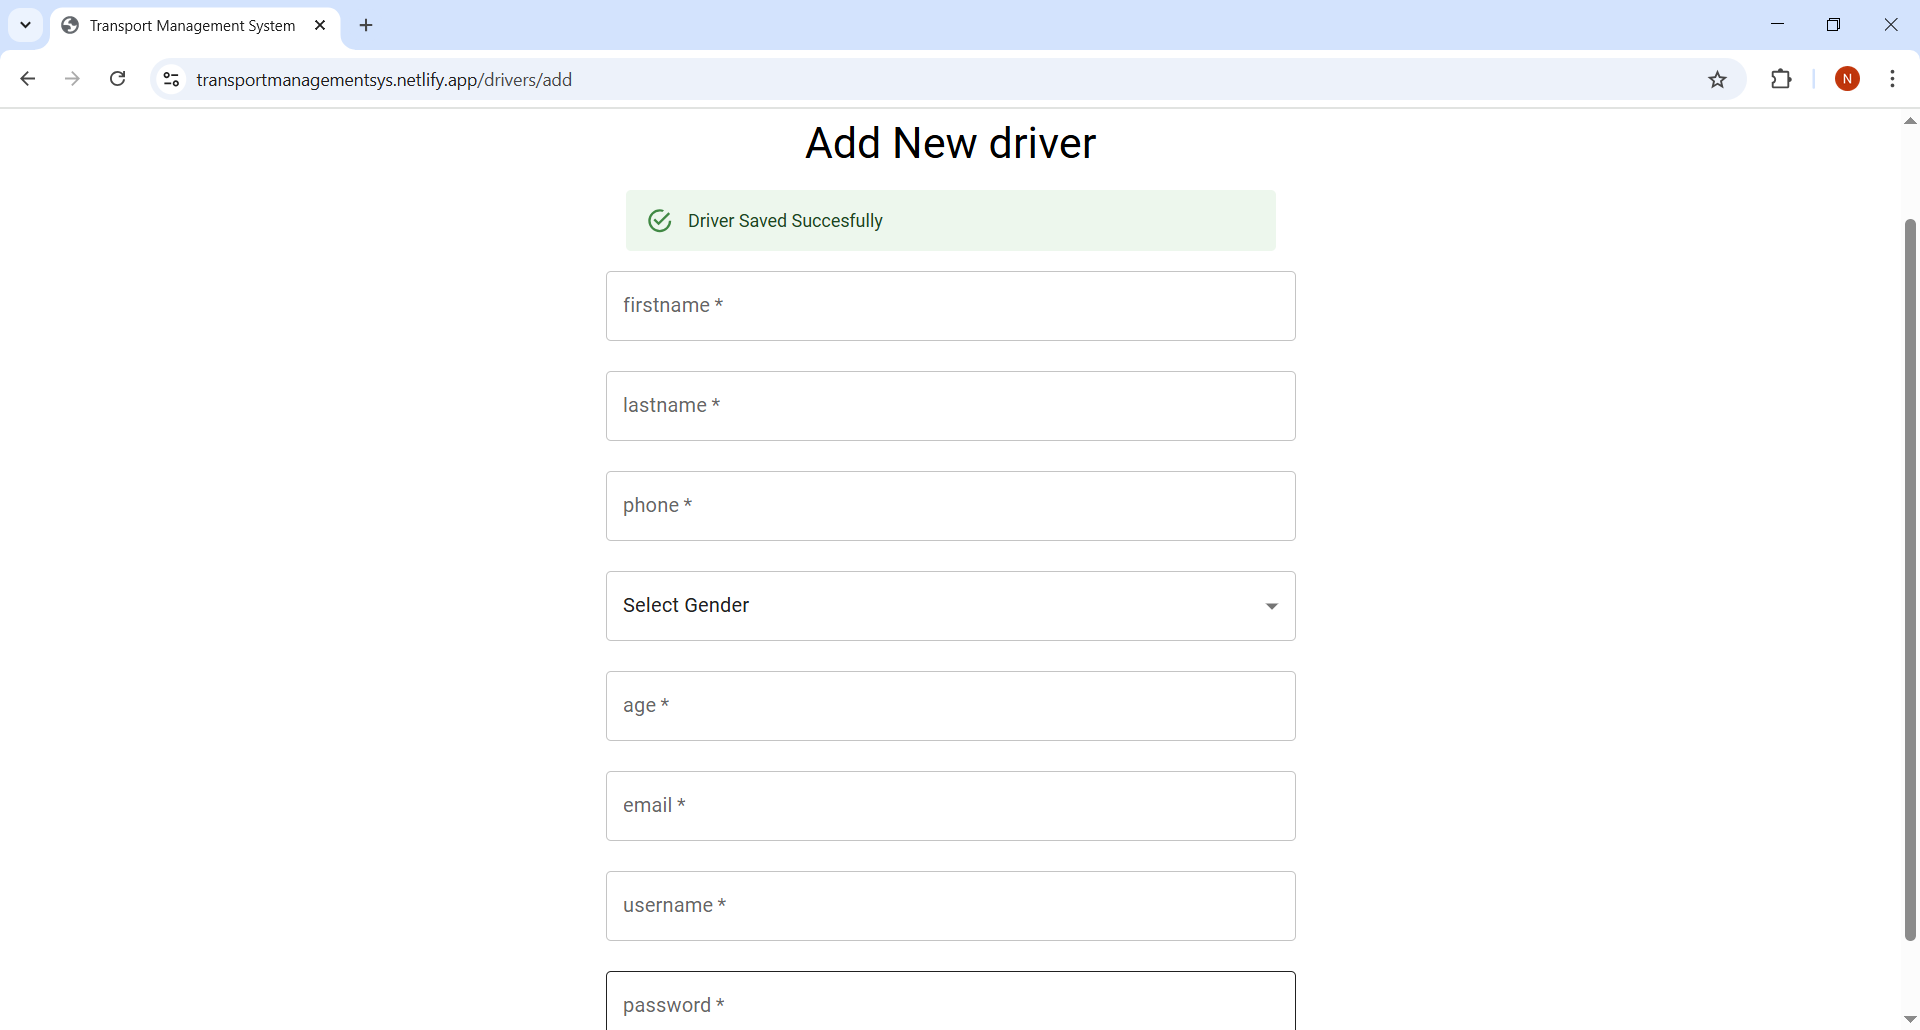 Transport Management System
transportmanagementsys.netlify.app/drivers/add
N
Add New driver
Driver Saved Succesfully
firstname *
lastname *
phone *
Select Gender
age *
email *
username *
password *